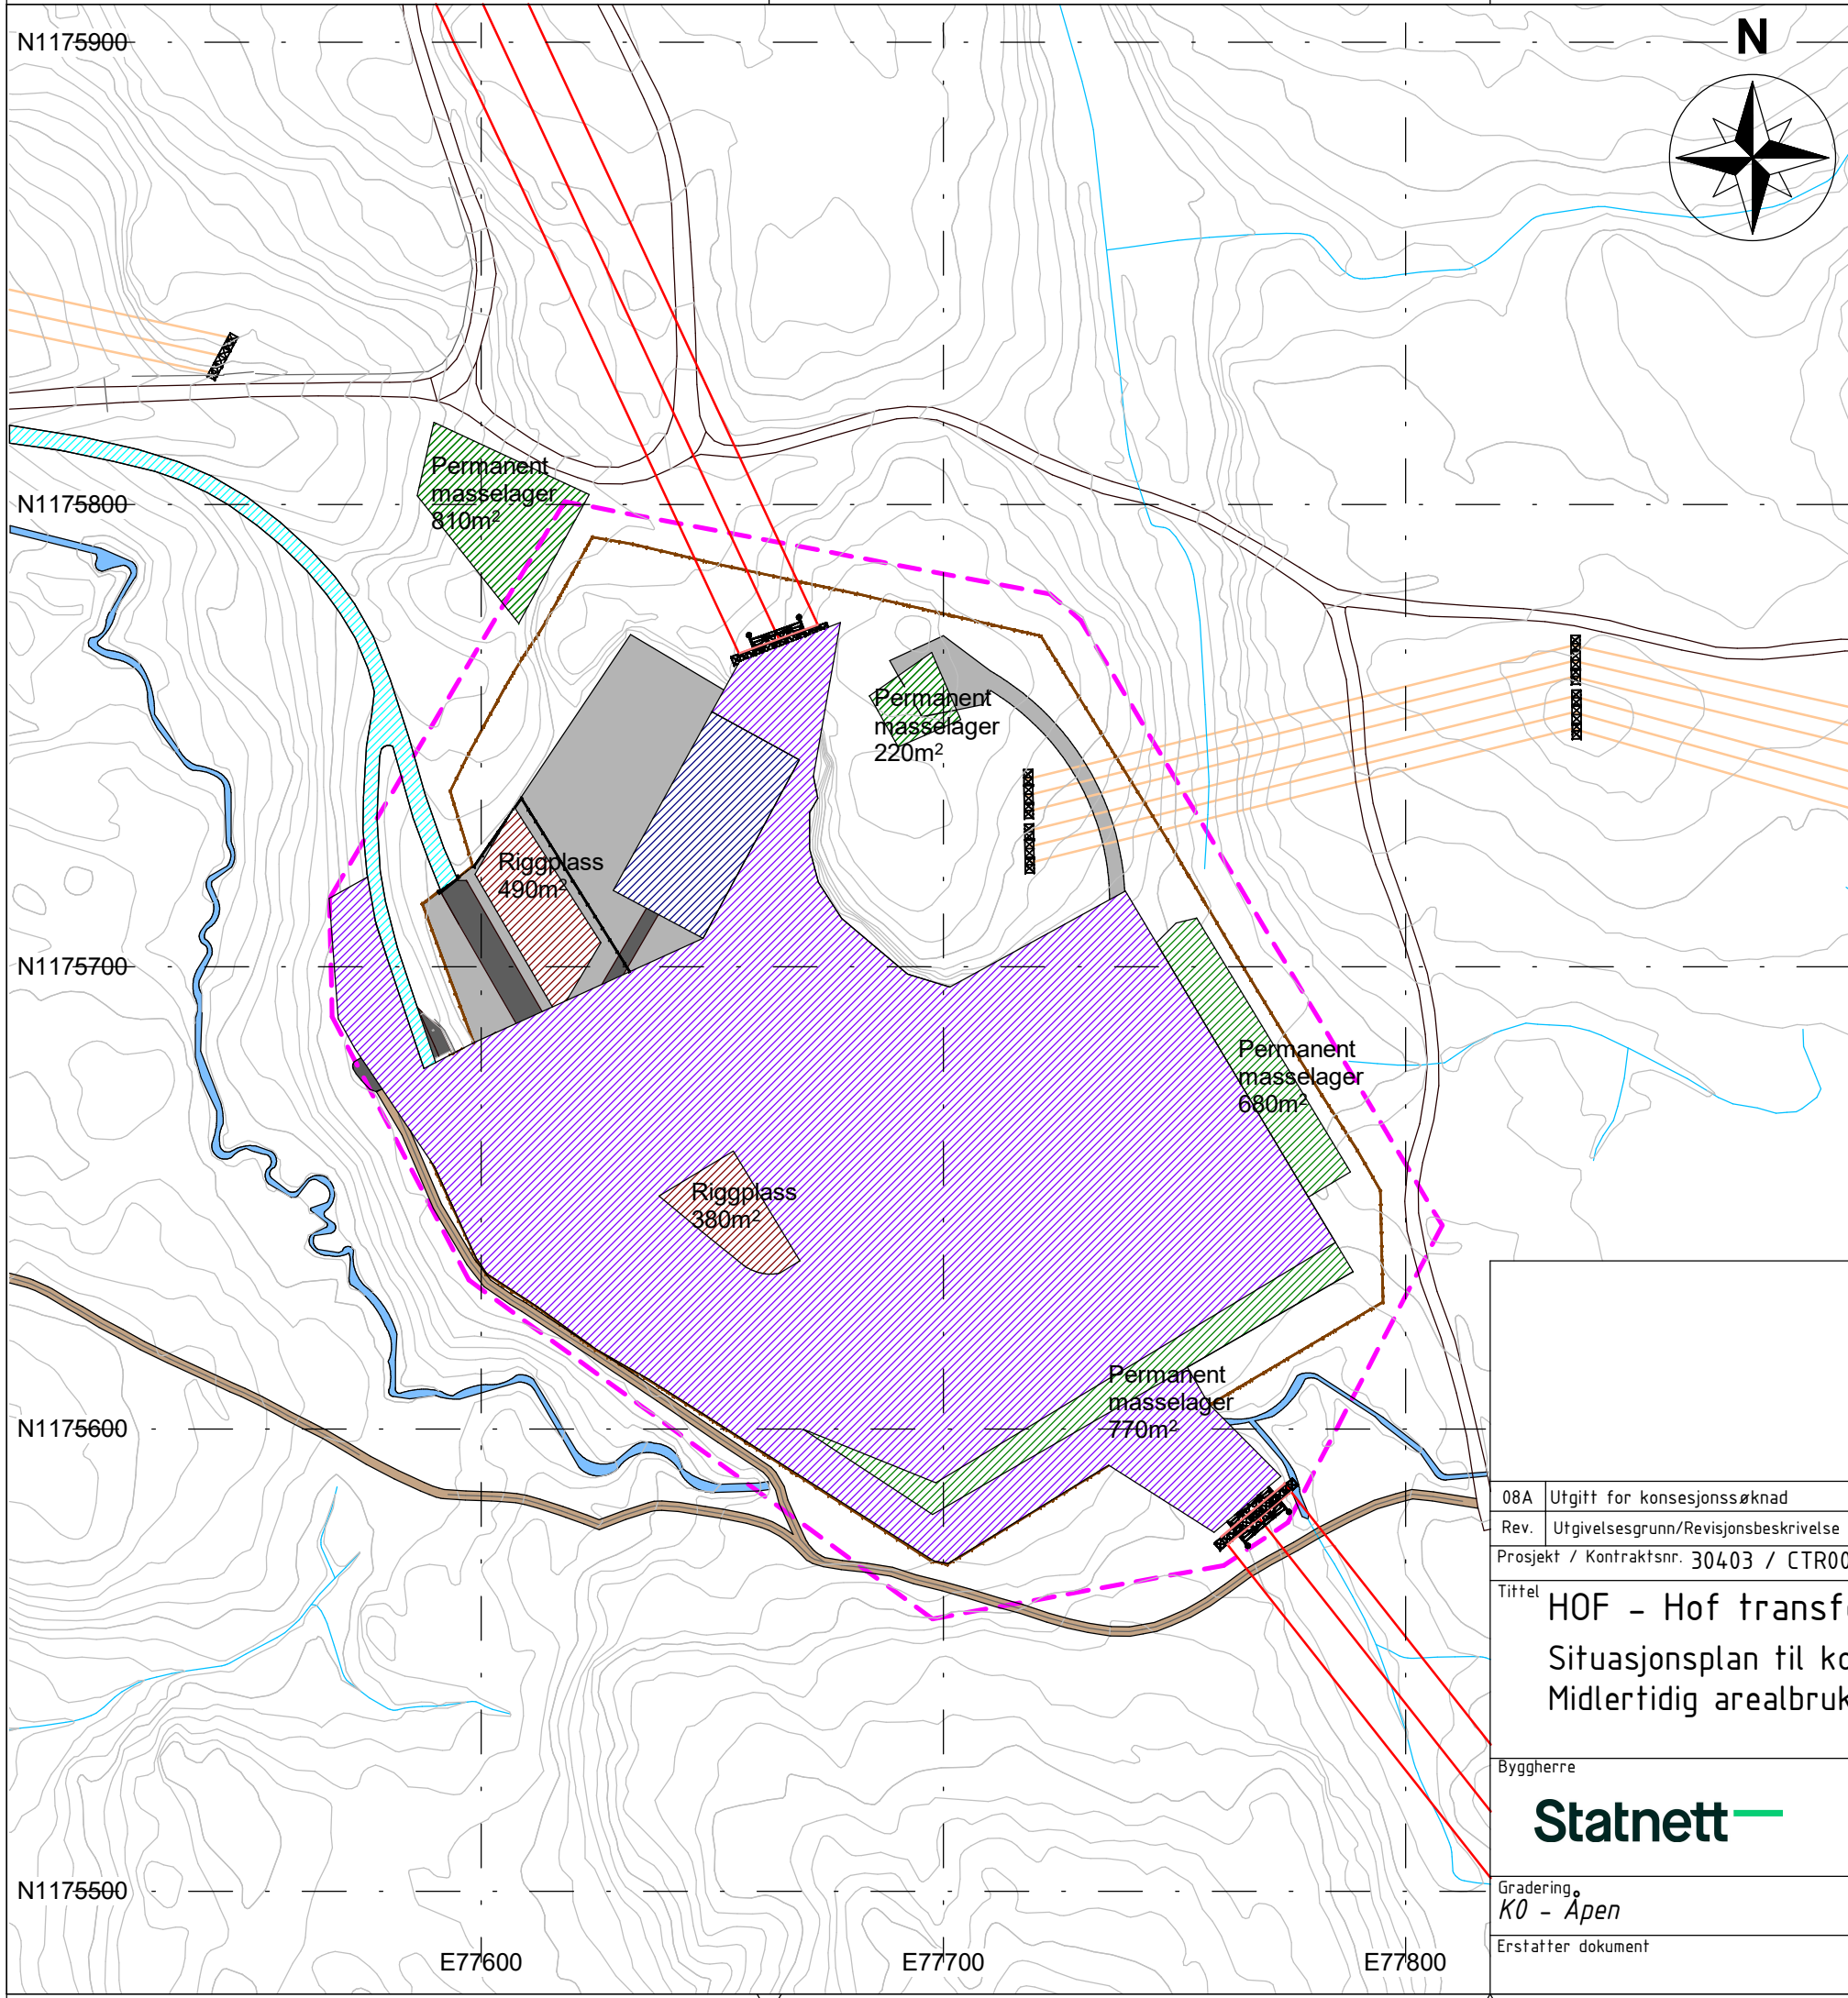 N1175900
N
Permanent
masselager
810m²
N1175800
Permanent
masselager
220m²
Riggplass
490m²
N1175700
Permanent
masselager
680m²
Riggplass
380m²
Permanent
masselager
770m²
N1175600
08A Utgitt for konsesjonssøknad
Rev. Utgivelsesgrunn/Revisjonsbeskrivelse
Prosjekt / Kontraktsnr. 30403 / CTR00
Tittel HOF - Hof transf
Situasjonsplan til ko
Midlertidig arealbruk
Byggherre
Statnett
N1175500
Gradering
K0 - Åpen
Erstatter dokument
E77600 E77700 E77800